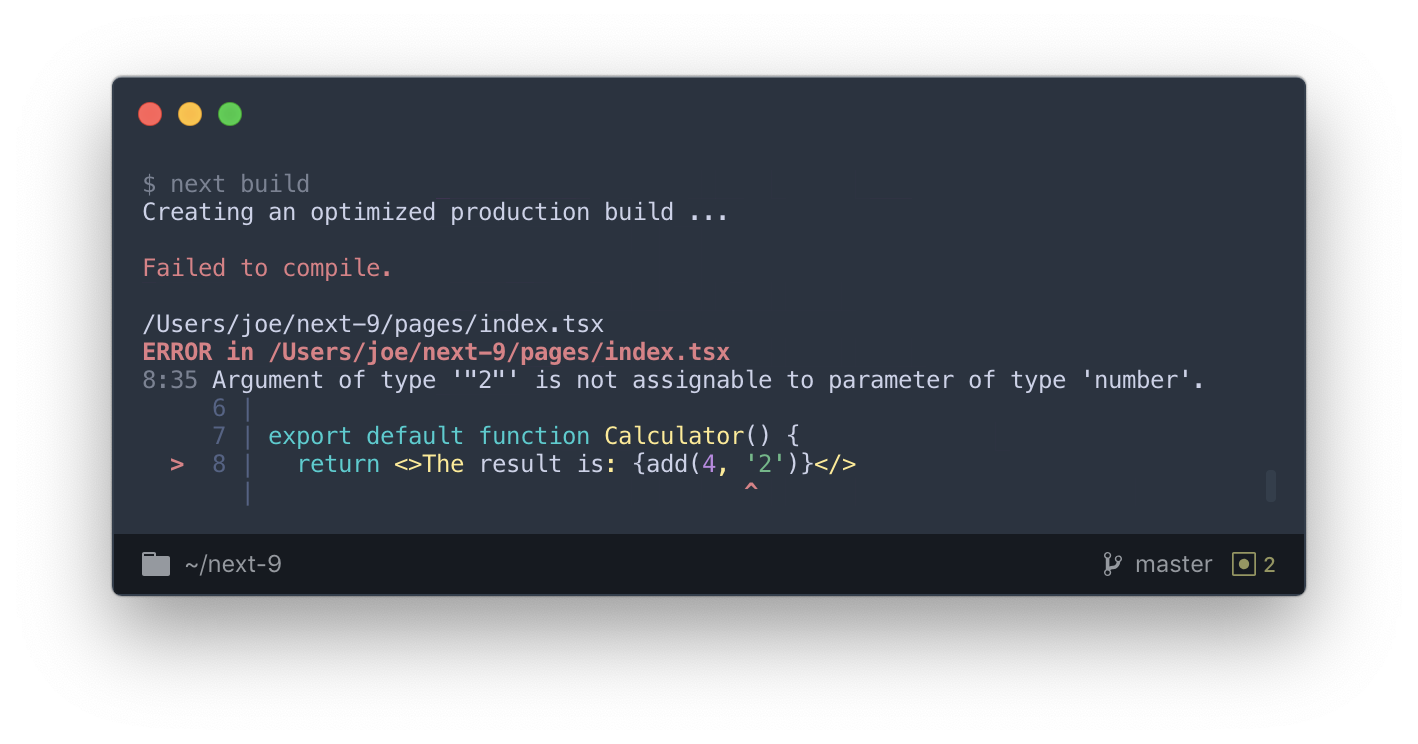 $ next build
Creating an optimized production build ...
Failed to compile.
/Users/joe/next-9/pages/index.tsx
ERROR in /Users/joe/next-9/pages/index.tsx
8:35 Argument of type '"2"' is not assignable to parameter of type 'number'.
6 |
7 | export default function Calculator() {
> 8 |   return <>The result is: {add(4, '2')}</>
|                                   ^
~/next-9 master 2